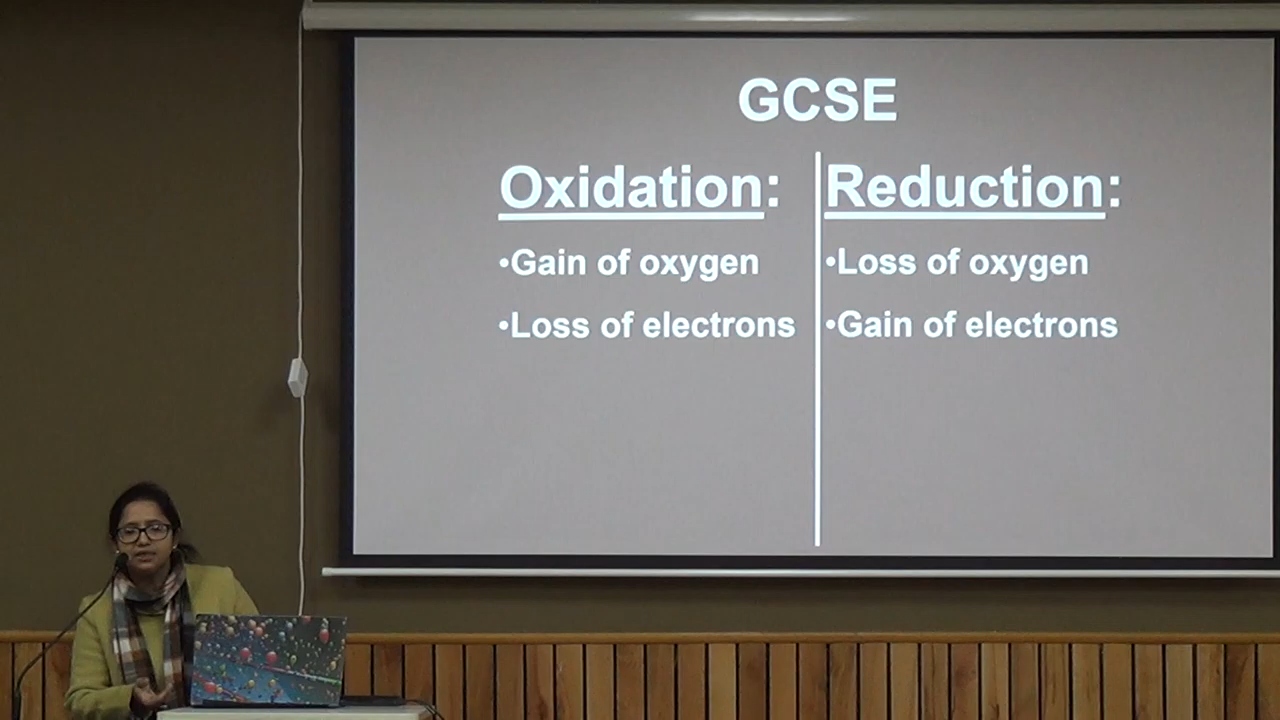 GCSE
Oxidation:
•Gain of oxygen
•Loss of electrons
Reduction:
•Loss of oxygen
•Gain of electrons